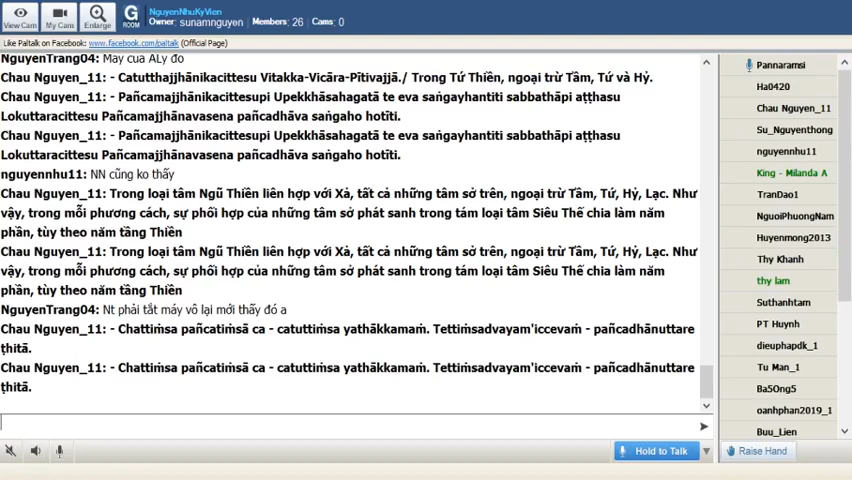 NguyenNhuKyVien
Owner: sunamnguyen Members: 26 Cams: 0
View Cam My Cam Enlarge G ROOM
Like Paltalk on Facebook: www.facebook.com/paltalk (Official Page)
NguyenTrang04: Máy của ALy đó
Chau Nguyen_11: - Catutthajjhānikacittesu Vitakka-Vicāra-Pītivajjā./ Trong Tứ Thiền, ngoại trừ Tầm, Tứ và Hỷ.
Chau Nguyen_11: - Pañcamajjhānikacittesupi Upekkhāsahagatā te eva saṅgayhantiti sabbathāpi aṭṭhasu
Lokuttaracittesu Pañcamajjhānavasena pañcadhāva saṅgaho hotīti.
Chau Nguyen_11: - Pañcamajjhānikacittesupi Upekkhāsahagatā te eva saṅgayhantiti sabbathāpi aṭṭhasu
Lokuttaracittesu Pañcamajjhānavasena pañcadhāva saṅgaho hotīti.
nguyennhu11: NN cũng ko thấy
Chau Nguyen_11: Trong loại tâm Ngũ Thiền liên hợp với Xả, tất cả những tâm sở trên, ngoại trừ Tầm, Tứ, Hỷ, Lạc. Như
vậy, trong mỗi phương cách, sự phối hợp của những tâm sở phát sanh trong tám loại tâm Siêu Thế chia làm năm
phần, tùy theo năm tầng Thiền
Chau Nguyen_11: Trong loại tâm Ngũ Thiền liên hợp với Xả, tất cả những tâm sở trên, ngoại trừ Tầm, Tứ, Hỷ, Lạc. Như
vậy, trong mỗi phương cách, sự phối hợp của những tâm sở phát sanh trong tám loại tâm Siêu Thế chia làm năm
phần, tùy theo năm tầng Thiền
NguyenTrang04: Nt phải tắt máy vô lại mới thấy đó a
Chau Nguyen_11: - Chattiṁsa pañcatiṁsā ca - catuttiṁsa yathākkamaṁ. Tettiṁsadvayam'iccevaṁ - pañcadhānuttare
ṭhitā.
Chau Nguyen_11: - Chattiṁsa pañcatiṁsā ca - catuttiṁsa yathākkamaṁ. Tettiṁsadvayam'iccevaṁ - pañcadhānuttare
ṭhitā.
Hold to Talk
Pannaramsi
Ha0420
Chau Nguyen_11
Su_Nguyenthong
nguyennhu11
King - Milanda A
TranDao1
NguoiPhuongNam
Huyenmong2013
Thy Khanh
thy lam
Suthanhtam
PT Huynh
dieuphapdk_1
Tu Man_1
Ba5Ong5
oanhphan2019_1
Buu_Lien
Raise Hand